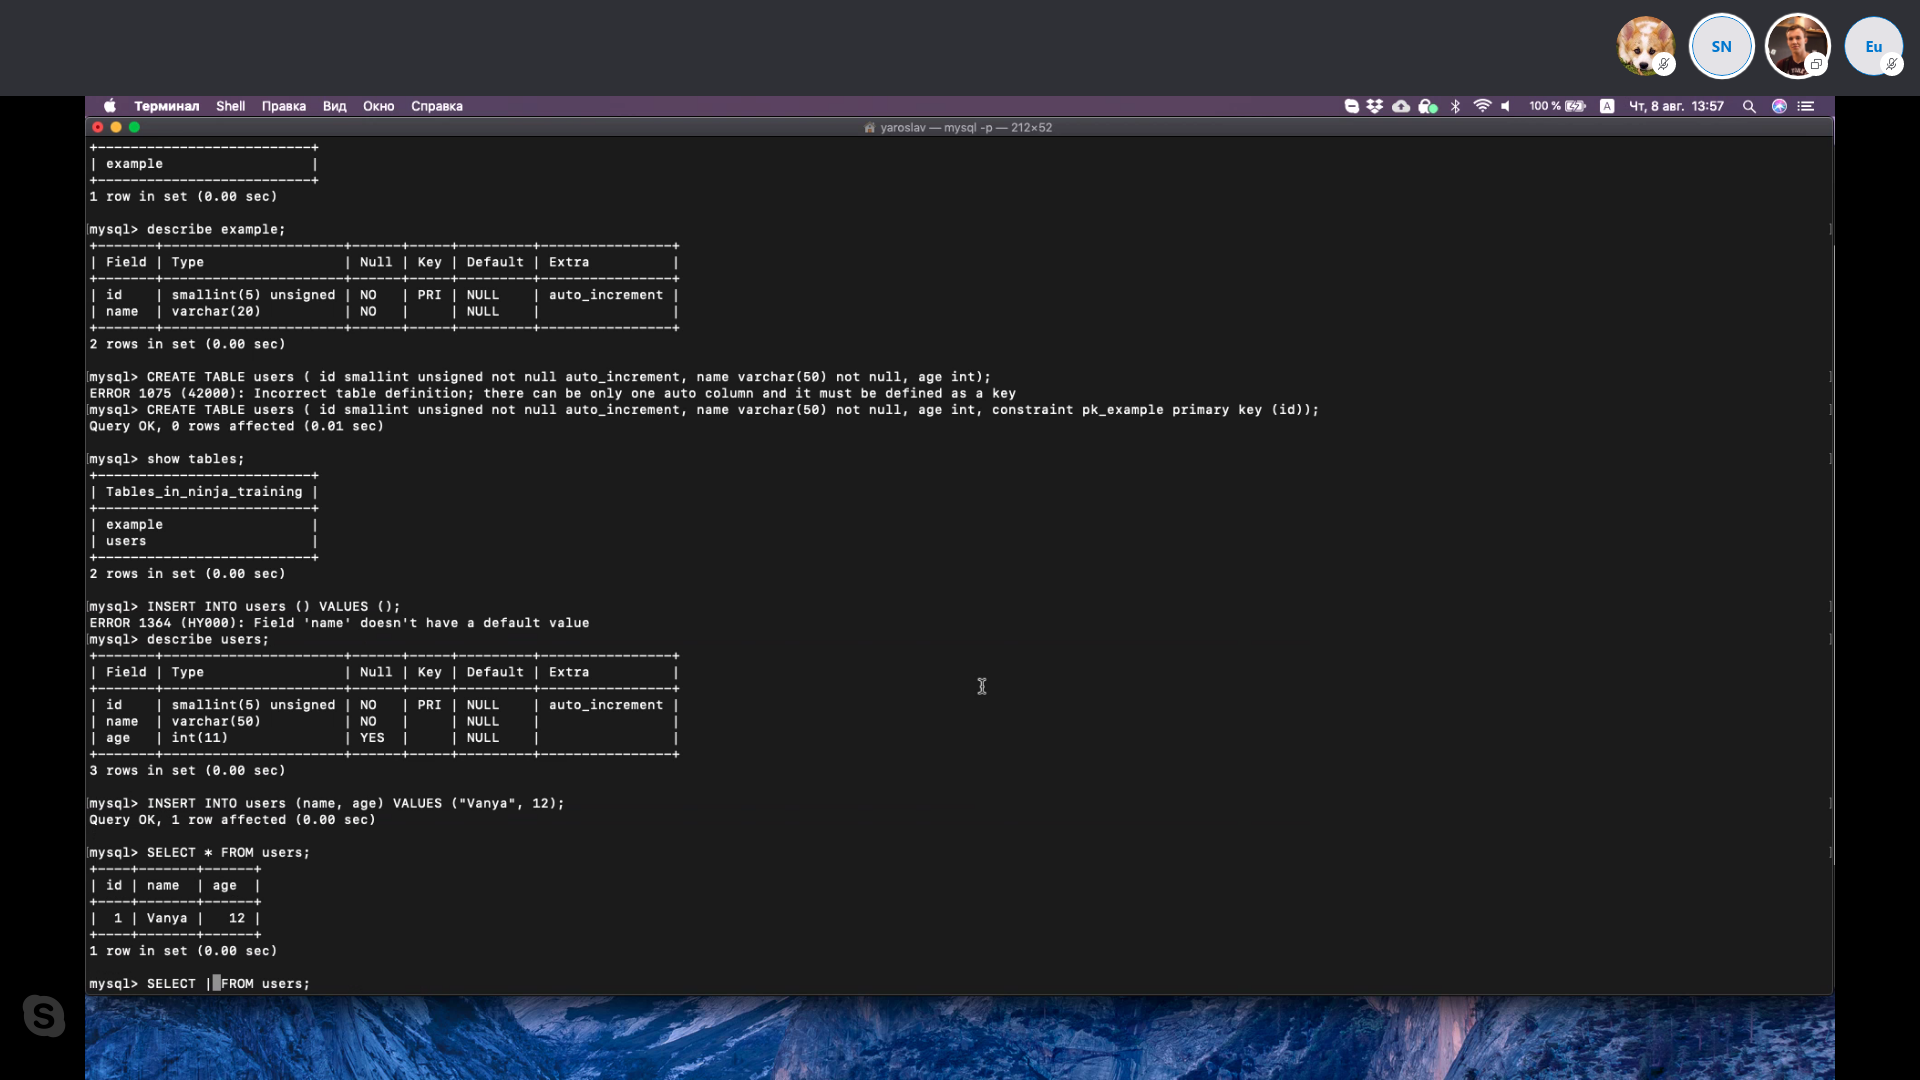 SN
Eu
Терминал Shell Правка Вид Окно Справка 100 % A Чт, 8 авг. 13:57
yaroslav — mysql -p — 212×52
+--------------------------+
| example                  |
+--------------------------+
1 row in set (0.00 sec)
mysql> describe example;
+-------+----------------------+------+-----+---------+----------------+
| Field | Type                 | Null | Key | Default | Extra          |
+-------+----------------------+------+-----+---------+----------------+
| id    | smallint(5) unsigned | NO   | PRI | NULL    | auto_increment |
| name  | varchar(20)          | NO   |     | NULL    |                |
+-------+----------------------+------+-----+---------+----------------+
2 rows in set (0.00 sec)
mysql> CREATE TABLE users ( id smallint unsigned not null auto_increment, name varchar(50) not null, age int);
ERROR 1075 (42000): Incorrect table definition; there can be only one auto column and it must be defined as a key
mysql> CREATE TABLE users ( id smallint unsigned not null auto_increment, name varchar(50) not null, age int, constraint pk_example primary key (id));
Query OK, 0 rows affected (0.01 sec)
mysql> show tables;
+--------------------------+
| Tables_in_ninja_training |
+--------------------------+
| example                  |
| users                    |
+--------------------------+
2 rows in set (0.00 sec)
mysql> INSERT INTO users () VALUES ();
ERROR 1364 (HY000): Field 'name' doesn't have a default value
mysql> describe users;
+-------+----------------------+------+-----+---------+----------------+
| Field | Type                 | Null | Key | Default | Extra          |
+-------+----------------------+------+-----+---------+----------------+
| id    | smallint(5) unsigned | NO   | PRI | NULL    | auto_increment |
| name  | varchar(50)          | NO   |     | NULL    |                |
| age   | int(11)              | YES  |     | NULL    |                |
+-------+----------------------+------+-----+---------+----------------+
3 rows in set (0.00 sec)
mysql> INSERT INTO users (name, age) VALUES ("Vanya", 12);
Query OK, 1 row affected (0.00 sec)
mysql> SELECT * FROM users;
+----+-------+------+
| id | name  | age  |
+----+-------+------+
|  1 | Vanya |   12 |
+----+-------+------+
1 row in set (0.00 sec)
mysql> SELECT | FROM users;
S